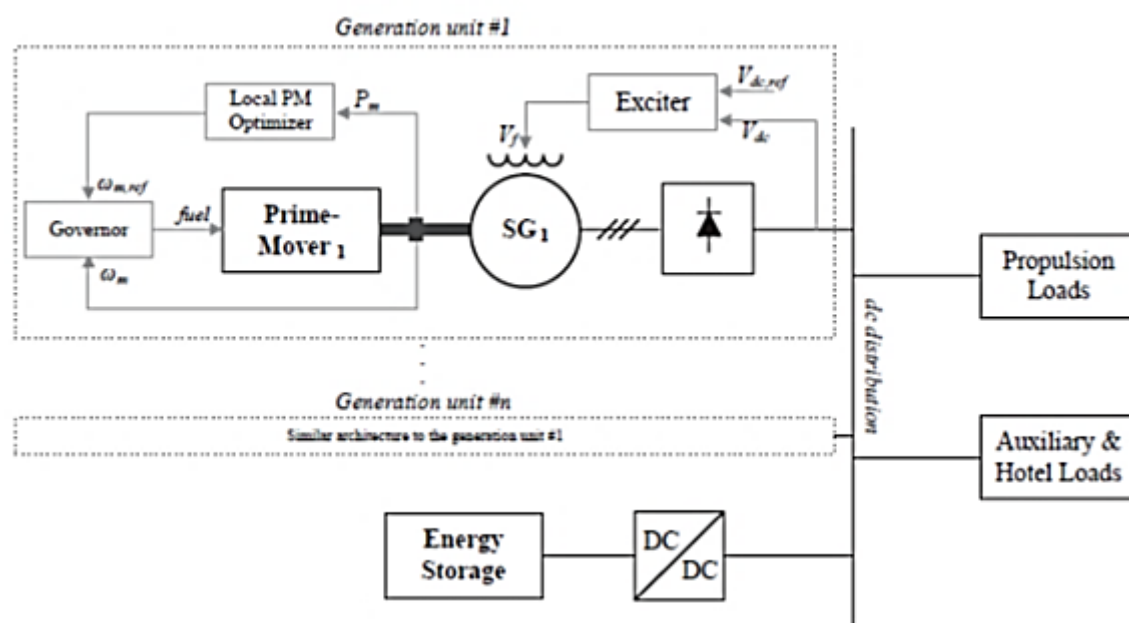 Generation unit #1
Local PM
Optimizer
P_m
Exciter
V_dc,ref
V_dc
V_f
ω_m,ref
Governor
fuel
Prime-
Mover 1
SG1
ω_m
Propulsion
Loads
dc distribution
Generation unit #n
Similar architecture to the generation unit #1
Auxiliary &
Hotel Loads
Energy
Storage
DC
DC